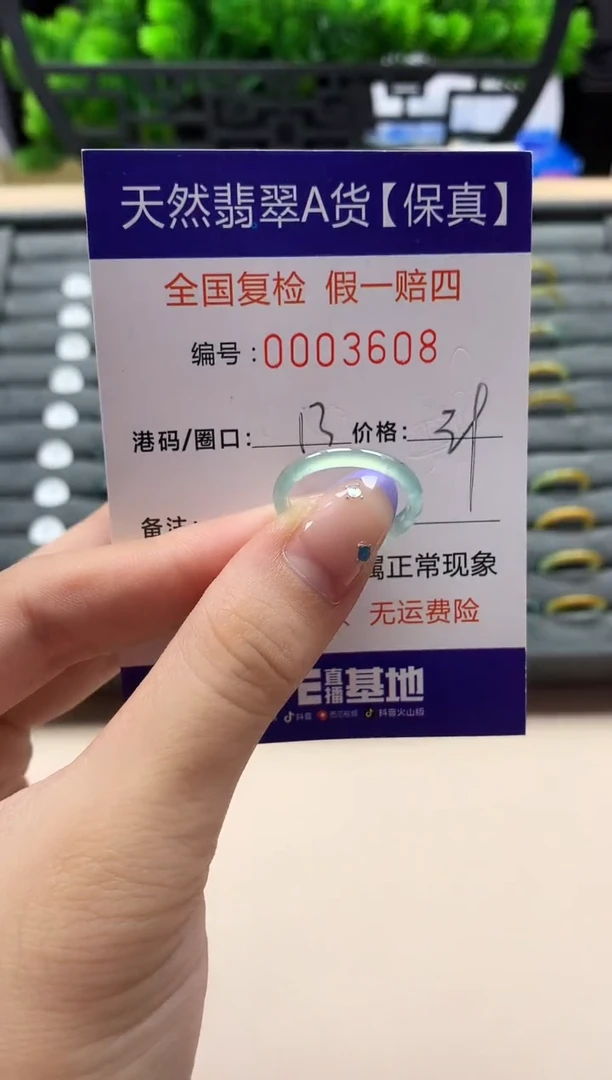 天然翡翠A货【保真】
全国复检 假一赔四
编号:0003608
港码/圈口: 13 价格:
备注:
属正常现象
无运费险
E直播基地
抖音 抖音火山版